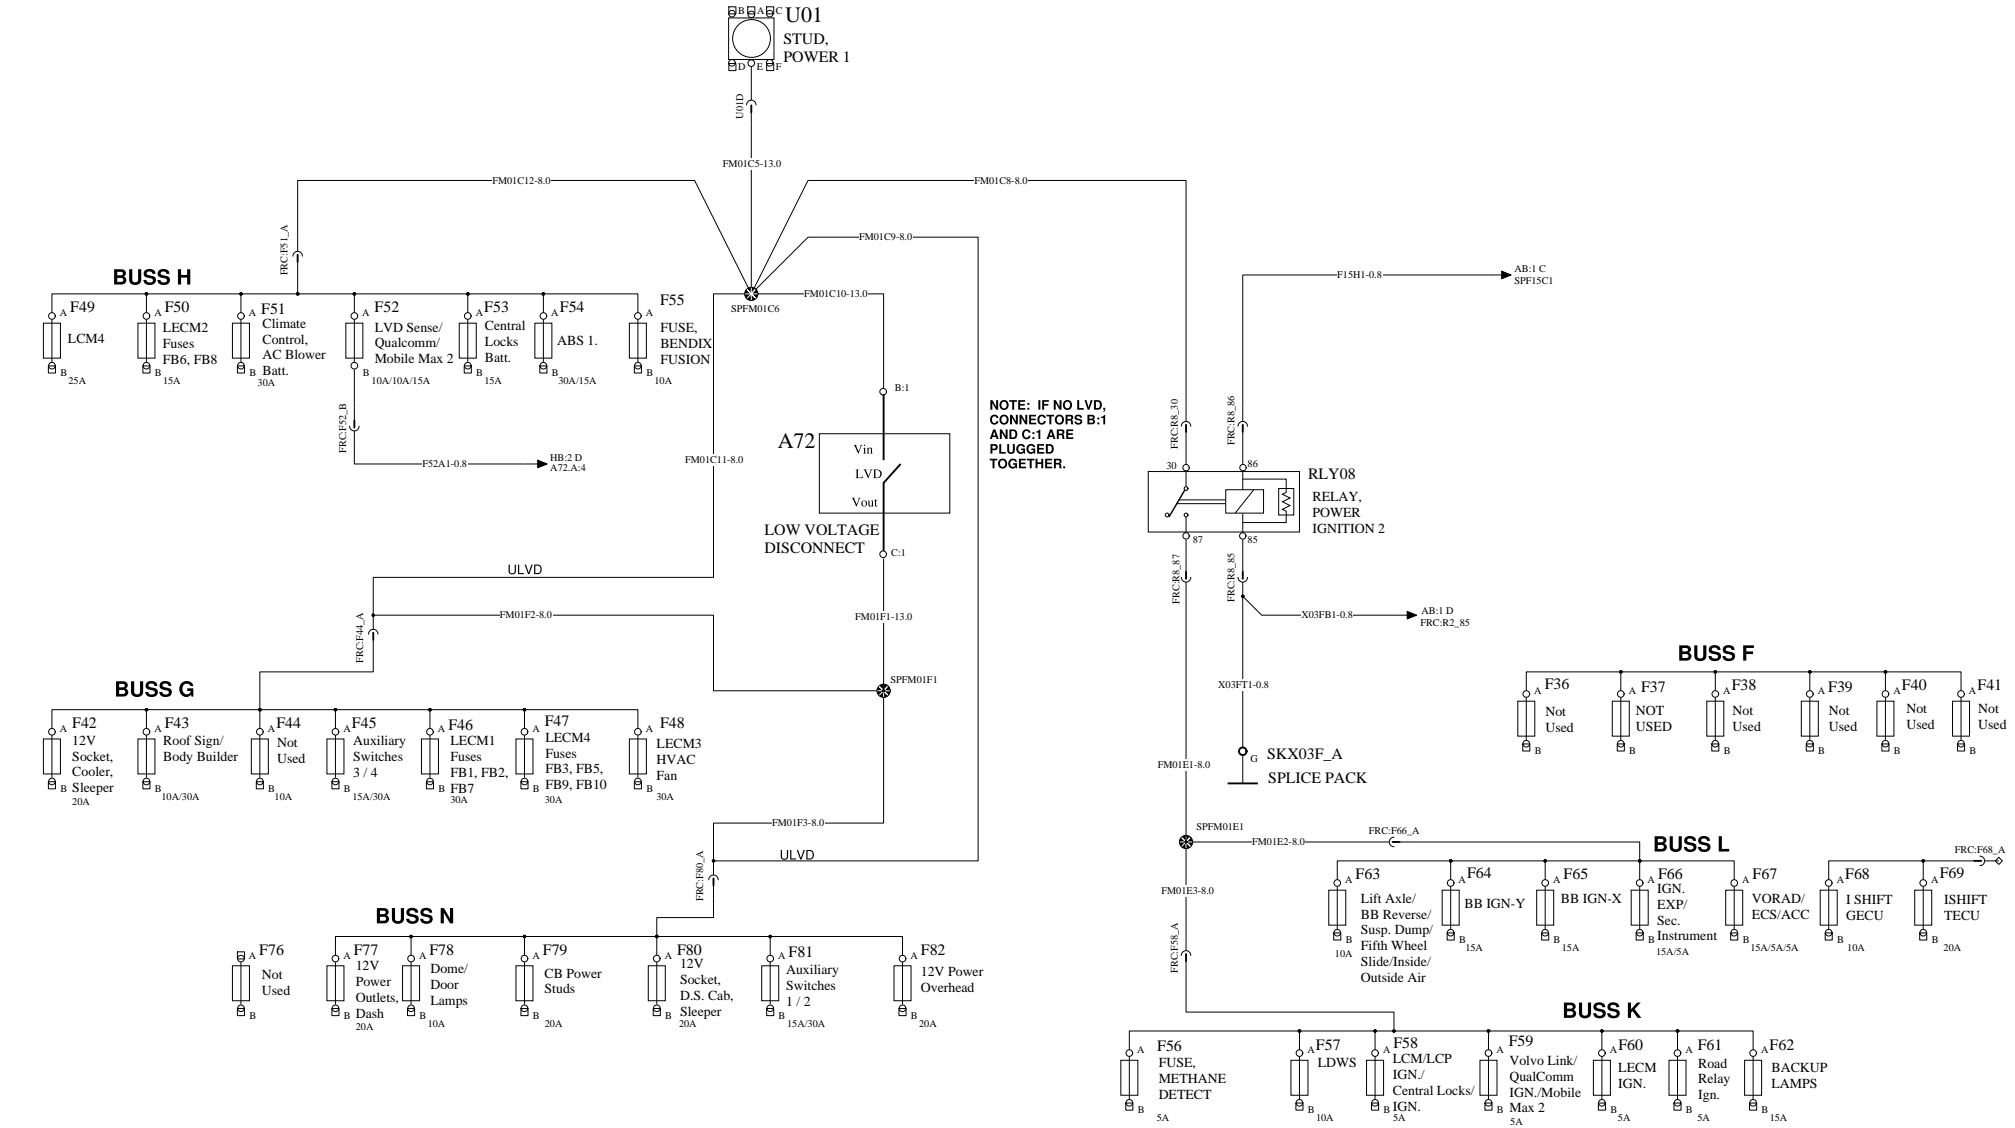 B A C U01
STUD,
POWER 1
D E F
U01D
FM01C5-13.0
FM01C12-8.0
FM01C8-8.0
FM01C9-8.0
FM01C10-13.0
SPFM01C6
FRC:F51_A
BUSS H
A F49
LCM4
B 25A
A F50
LECM2
Fuses
FB6, FB8
B 15A
A F51
Climate
Control,
AC Blower
Batt.
B 30A
A F52
LVD Sense/
Qualcomm/
Mobile Max 2
B 10A/10A/15A
A F53
Central
Locks
Batt.
B 15A
A F54
ABS 1.
B 30A/15A
A F55
FUSE,
BENDIX
FUSION
B 10A
FRC:F52_B
F52A1-0.8
HB:2 D
A72.A:4
FM01C11-8.0
B:1
A72
Vin
LVD
Vout
LOW VOLTAGE
DISCONNECT
C:1
NOTE: IF NO LVD,
CONNECTORS B:1
AND C:1 ARE
PLUGGED
TOGETHER.
F15H1-0.8
AB:1 C
SPF15C1
FRC:R8_30
FRC:R8_86
30 86
RLY08
RELAY,
POWER
IGNITION 2
87 85
FRC:R8_87
FRC:R8_85
X03FB1-0.8
AB:1 D
FRC:R2_85
X03FT1-0.8
G SKX03F_A
SPLICE PACK
ULVD
FM01F2-8.0
FRC:F44_A
FM01F1-13.0
SPFM01F1
BUSS G
A F42
12V
Socket,
Cooler,
Sleeper
B 20A
A F43
Roof Sign/
Body Builder
B 10A/30A
A F44
Not
Used
B 10A
A F45
Auxiliary
Switches
3 / 4
B 15A/30A
A F46
LECM1
Fuses
FB1, FB2,
FB7
B 30A
A F47
LECM4
Fuses
FB3, FB5,
FB9, FB10
B 30A
A F48
LECM3
HVAC
Fan
B 30A
FM01F3-8.0
ULVD
FRC:F80_A
BUSS N
A F76
Not
Used
B
A F77
12V
Power
Outlets,
Dash
B 20A
A F78
Dome/
Door
Lamps
B 10A
A F79
CB Power
Studs
B 20A
A F80
12V
Socket,
D.S. Cab,
Sleeper
B 20A
A F81
Auxiliary
Switches
1 / 2
B 15A/30A
A F82
12V Power
Overhead
B 20A
BUSS F
A F36
Not
Used
B
A F37
NOT
USED
B
A F38
Not
Used
B
A F39
Not
Used
B
A F40
Not
Used
B
A F41
Not
Used
B
FM01E1-8.0
SPFM01E1
FM01E2-8.0
FRC:F66_A
BUSS L
FRC:F68_A
A F63
Lift Axle/
BB Reverse/
Susp. Dump/
Fifth Wheel
Slide/Inside/
Outside Air
B 10A
A F64
BB IGN-Y
B 15A
A F65
BB IGN-X
B 15A
A F66
IGN.
EXP/
Sec.
Instrument
B 15A/5A
A F67
VORAD/
ECS/ACC
B 15A/5A/5A
A F68
I SHIFT
GECU
B 10A
A F69
ISHIFT
TECU
B 20A
FM01E3-8.0
FRC:F58_A
BUSS K
A F56
FUSE,
METHANE
DETECT
B 5A
A F57
LDWS
B 10A
A F58
LCM/LCP
IGN./
Central Locks/
IGN.
B 5A
A F59
Volvo Link/
QualComm
IGN./Mobile
Max 2
B 5A
A F60
LECM
IGN.
B 5A
A F61
Road
Relay
Ign.
B 5A
A F62
BACKUP
LAMPS
B 15A